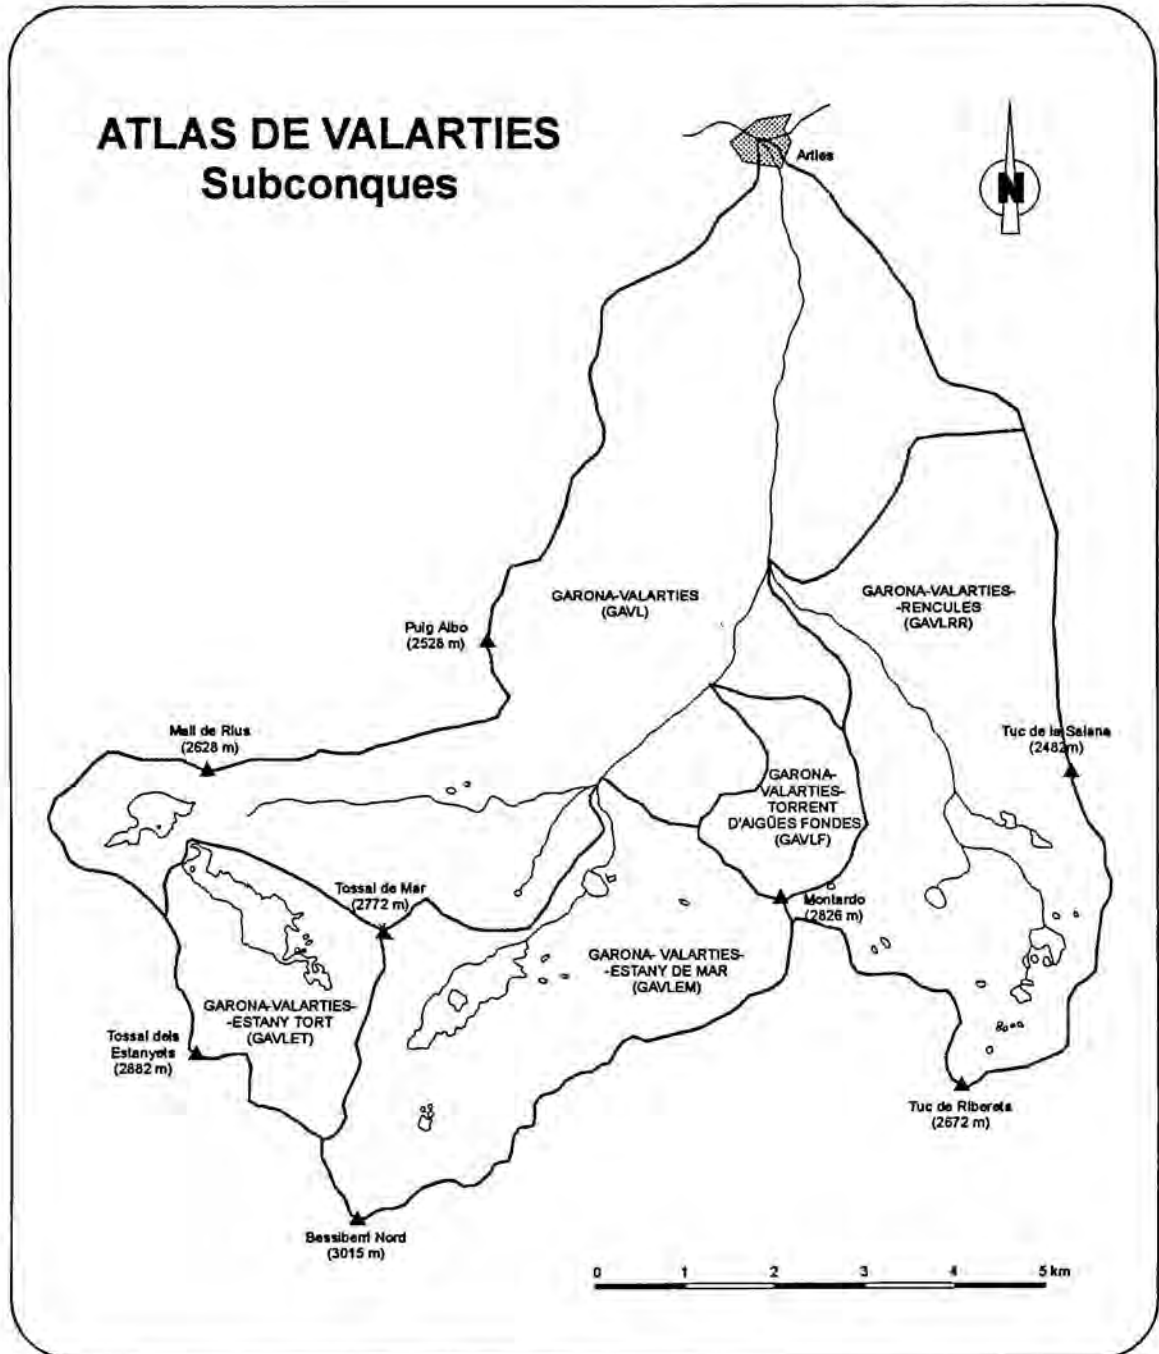 ATLAS DE VALARTIES
Subconques
Arties
N
GARONA-VALARTIES
(GAVL)
GARONA-VALARTIES-
-RENCULES
(GAVLRR)
Puig Albo
(2528 m)
Mall de Rius
(2628 m)
Tuc de la Salana
(2482m)
GARONA-
VALARTIES-
TORRENT
D'AIGÜES FONDES
(GAVLF)
Tossal de Mar
(2772 m)
Montardo
(2826 m)
GARONA- VALARTIES-
-ESTANY DE MAR
(GAVLEM)
GARONA-VALARTIES-
-ESTANY TORT
(GAVLET)
Tossal dels
Estanyets
(2882 m)
Tuc de Ribereta
(2672 m)
Bessiberri Nord
(3015 m)
0 1 2 3 4 5 km